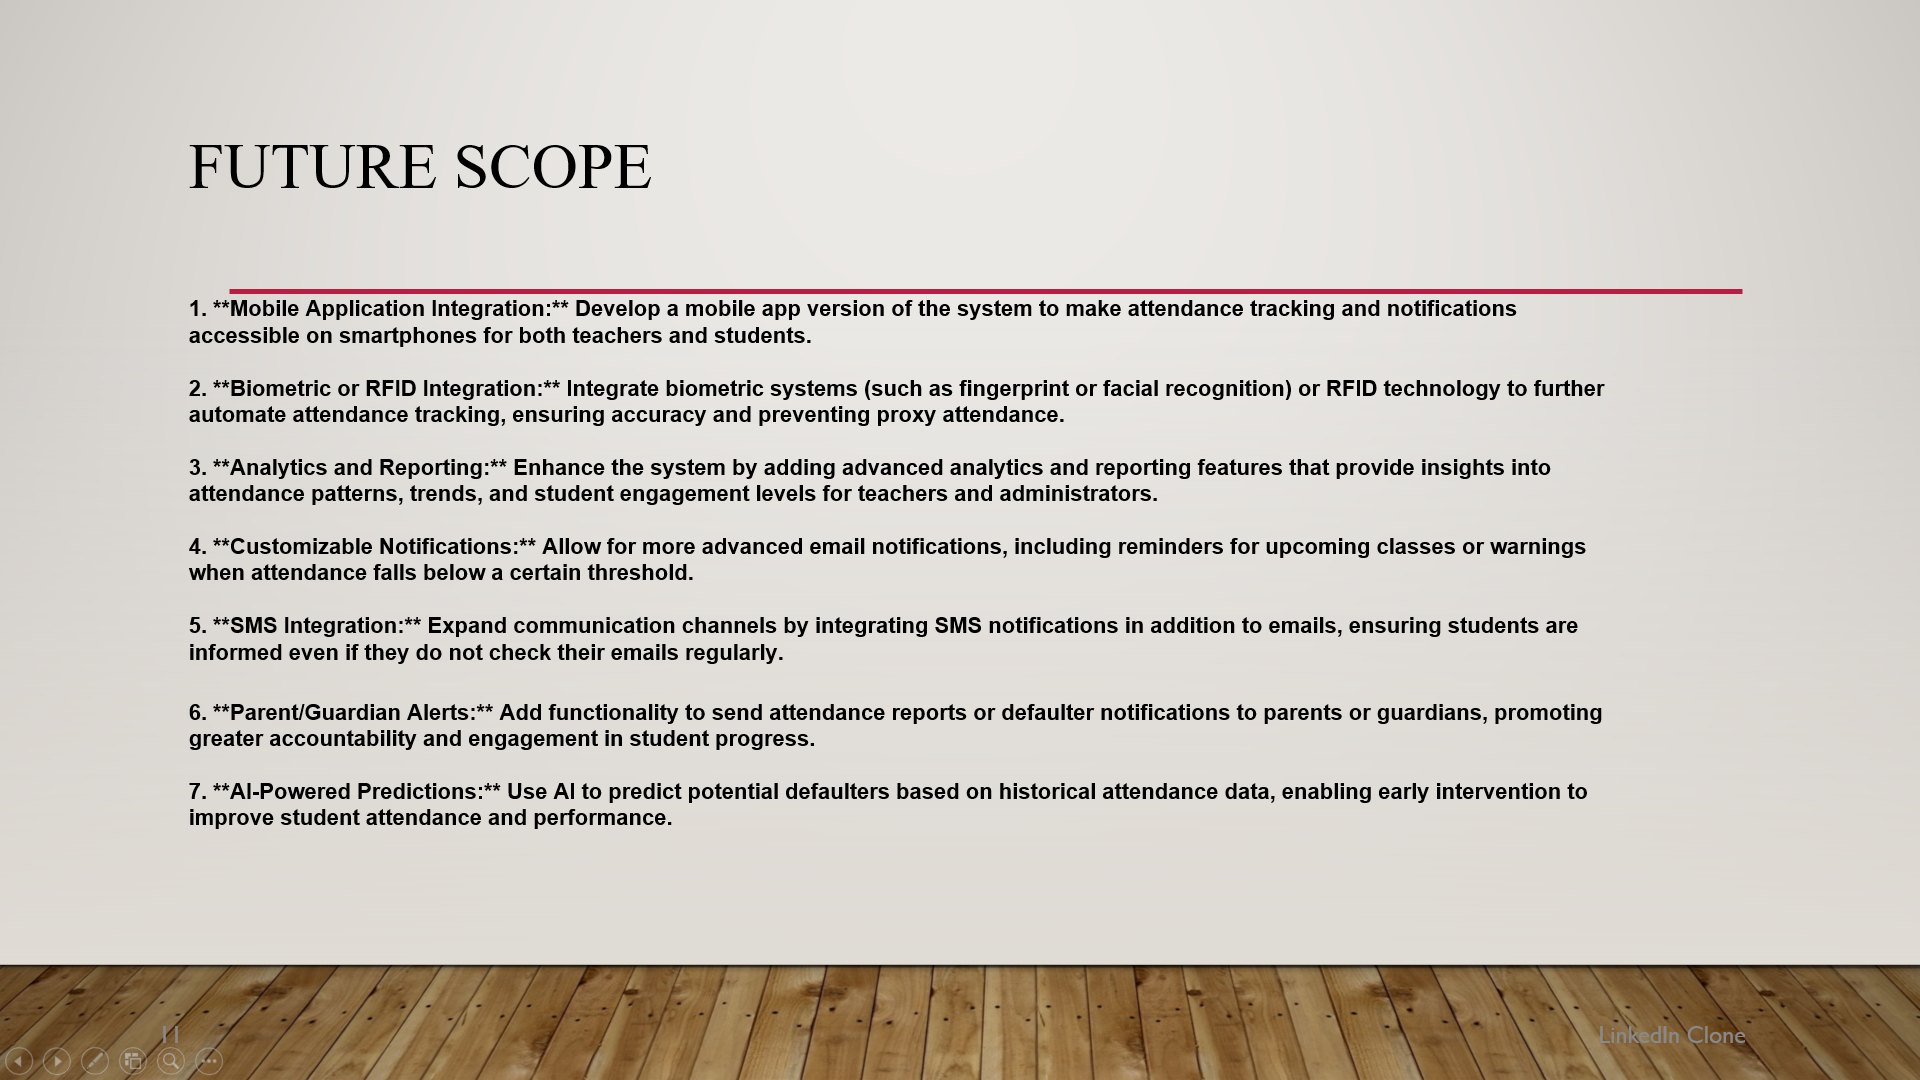 FUTURE SCOPE
1. **Mobile Application Integration:** Develop a mobile app version of the system to make attendance tracking and notifications
accessible on smartphones for both teachers and students.
2. **Biometric or RFID Integration:** Integrate biometric systems (such as fingerprint or facial recognition) or RFID technology to further
automate attendance tracking, ensuring accuracy and preventing proxy attendance.
3. **Analytics and Reporting:** Enhance the system by adding advanced analytics and reporting features that provide insights into
attendance patterns, trends, and student engagement levels for teachers and administrators.
4. **Customizable Notifications:** Allow for more advanced email notifications, including reminders for upcoming classes or warnings
when attendance falls below a certain threshold.
5. **SMS Integration:** Expand communication channels by integrating SMS notifications in addition to emails, ensuring students are
informed even if they do not check their emails regularly.
6. **Parent/Guardian Alerts:** Add functionality to send attendance reports or defaulter notifications to parents or guardians, promoting
greater accountability and engagement in student progress.
7. **AI-Powered Predictions:** Use AI to predict potential defaulters based on historical attendance data, enabling early intervention to
improve student attendance and performance.
11
LinkedIn Clone